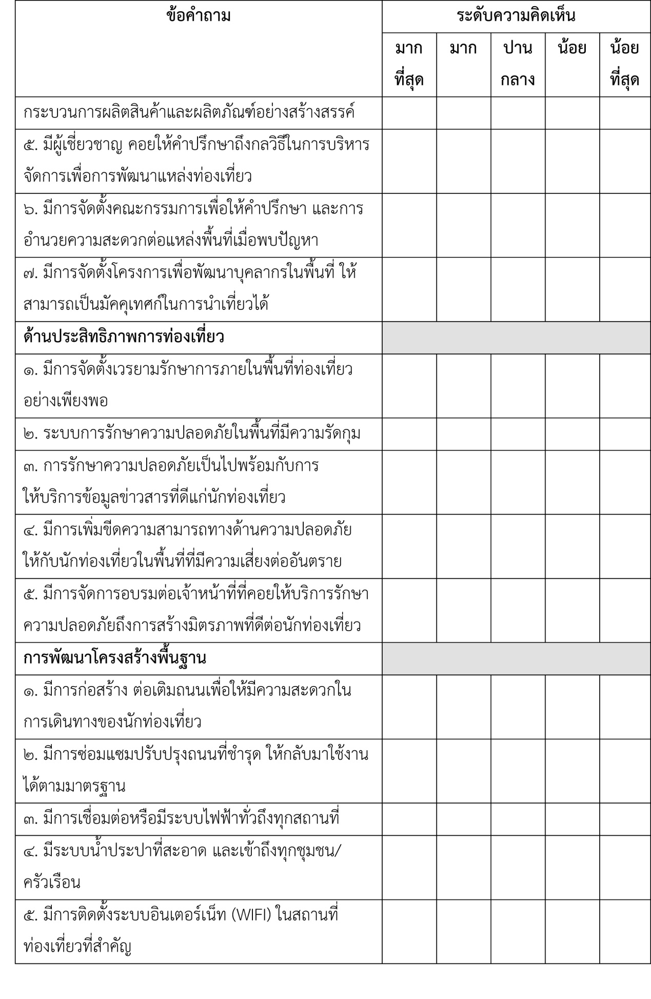 ข้อคำถาม
ระดับความคิดเห็น
มาก
ที่สุด
มาก
ปาน
กลาง
น้อย
น้อย
ที่สุด
กระบวนการผลิตสินค้าและผลิตภัณฑ์อย่างสร้างสรรค์
๕. มีผู้เชี่ยวชาญ คอยให้คำปรึกษาถึงกลวิธีในการบริหาร
จัดการเพื่อการพัฒนาแหล่งท่องเที่ยว
๖. มีการจัดตั้งคณะกรรมการเพื่อให้คำปรึกษา และการ
อำนวยความสะดวกต่อแหล่งพื้นที่เมื่อพบปัญหา
๗. มีการจัดตั้งโครงการเพื่อพัฒนาบุคลากรในพื้นที่ ให้
สามารถเป็นมัคคุเทศก์ในการนำเที่ยวได้
ด้านประสิทธิภาพการท่องเที่ยว
๑. มีการจัดตั้งเวรยามรักษาการภายในพื้นที่ท่องเที่ยว
อย่างเพียงพอ
๒. ระบบการรักษาความปลอดภัยในพื้นที่มีความรัดกุม
๓. การรักษาความปลอดภัยเป็นไปพร้อมกับการ
ให้บริการข้อมูลข่าวสารที่ดีแก่นักท่องเที่ยว
๔. มีการเพิ่มขีดความสามารถทางด้านความปลอดภัย
ให้กับนักท่องเที่ยวในพื้นที่ที่มีความเสี่ยงต่ออันตราย
๕. มีการจัดการอบรมต่อเจ้าหน้าที่ที่คอยให้บริการรักษา
ความปลอดภัยถึงการสร้างมิตรภาพที่ดีต่อนักท่องเที่ยว
การพัฒนาโครงสร้างพื้นฐาน
๑. มีการก่อสร้าง ต่อเติมถนนเพื่อให้มีความสะดวกใน
การเดินทางของนักท่องเที่ยว
๒. มีการซ่อมแซมปรับปรุงถนนที่ชำรุด ให้กลับมาใช้งาน
ได้ตามมาตรฐาน
๓. มีการเชื่อมต่อหรือมีระบบไฟฟ้าทั่วถึงทุกสถานที่
๔. มีระบบน้ำประปาที่สะอาด และเข้าถึงทุกชุมชน/
ครัวเรือน
๕. มีการติดตั้งระบบอินเตอร์เน็ท (WIFI) ในสถานที่
ท่องเที่ยวที่สำคัญ